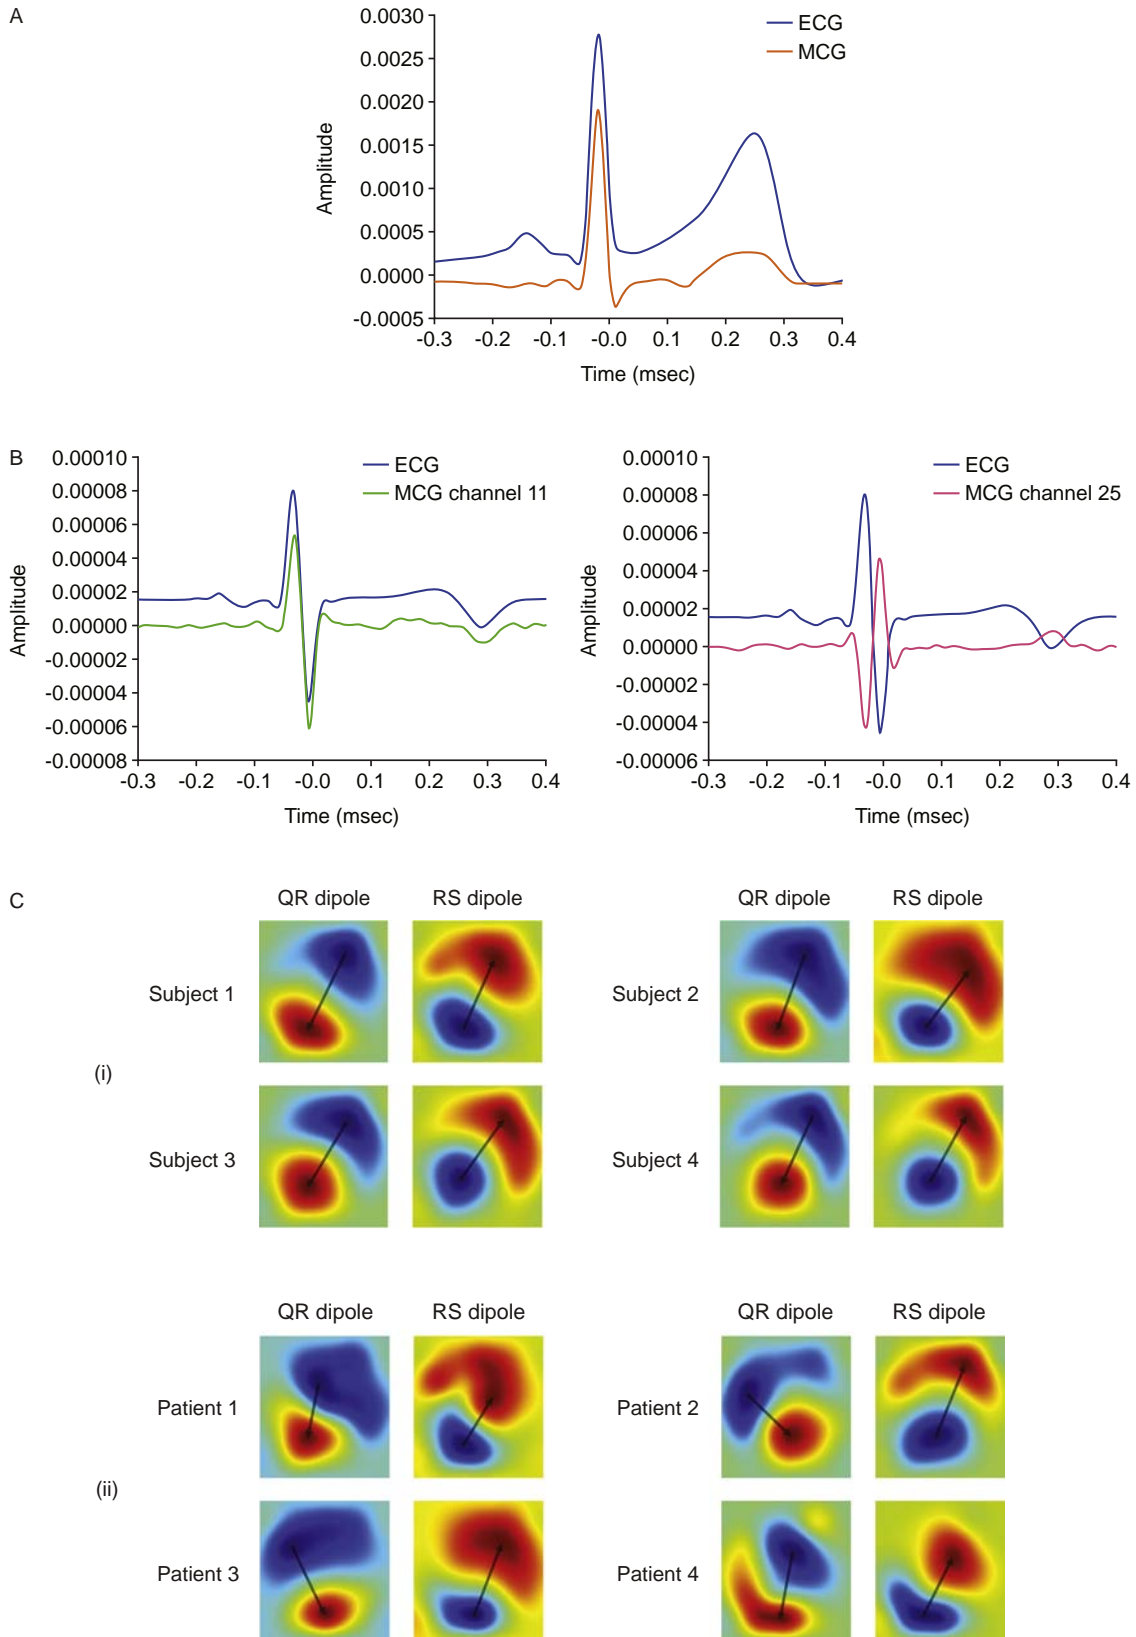 A
0.0030
0.0025
0.0020
0.0015
0.0010
0.0005
0.0000
-0.0005
Amplitude
ECG
MCG
-0.3 -0.2 -0.1 -0.0 0.1 0.2 0.3 0.4
Time (msec)
B
0.00010
0.00008
0.00006
0.00004
0.00002
0.00000
-0.00002
-0.00004
-0.00006
-0.00008
Amplitude
ECG
MCG channel 11
-0.3 -0.2 -0.1 -0.0 0.1 0.2 0.3 0.4
Time (msec)
0.00010
0.00008
0.00006
0.00004
0.00002
0.00000
-0.00002
-0.00004
-0.00006
Amplitude
ECG
MCG channel 25
-0.3 -0.2 -0.1 -0.0 0.1 0.2 0.3 0.4
Time (msec)
C
QR dipole RS dipole QR dipole RS dipole
Subject 1 Subject 2
(i)
Subject 3 Subject 4
QR dipole RS dipole QR dipole RS dipole
Patient 1 Patient 2
(ii)
Patient 3 Patient 4